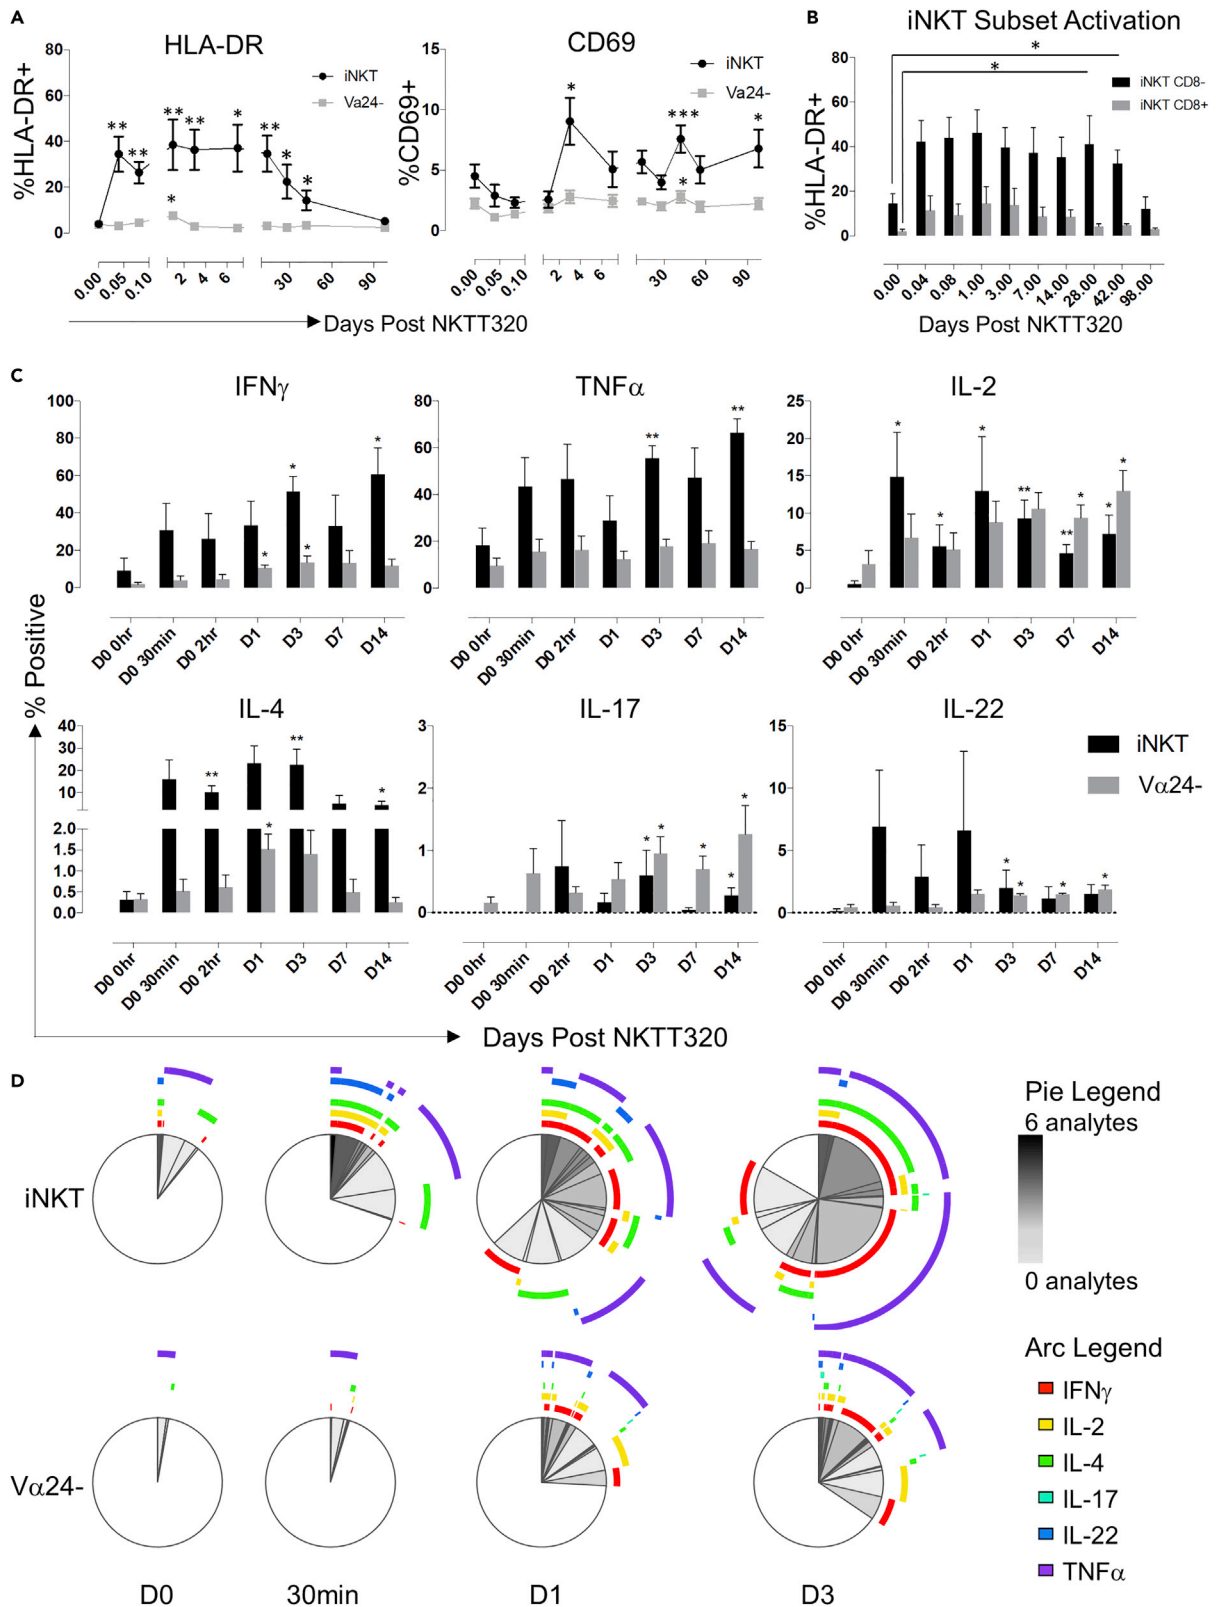 A
HLA-DR
%HLA-DR+
80
60
40
20
0
iNKT
Va24-
** ** ** ** * ** * *
*
0.00 0.05 0.10 2 4 6 30 60 90
CD69
%CD69+
15
10
5
0
iNKT
Va24-
* *** *
*
0.00 0.05 0.10 2 4 6 30 60 90
Days Post NKTT320
B
iNKT Subset Activation
%HLA-DR+
80
60
40
20
0
*
*
iNKT CD8-
iNKT CD8+
0.00 0.04 0.08 1.00 3.00 7.00 14.00 28.00 42.00 98.00
Days Post NKTT320
C
% Positive
IFNγ
100
80
60
40
20
0
* * * *
D0 0hr D0 30min D0 2hr D1 D3 D7 D14
TNFα
80
60
40
20
0
** **
D0 0hr D0 30min D0 2hr D1 D3 D7 D14
IL-2
25
20
15
10
5
0
* * * ** ** * * *
D0 0hr D0 30min D0 2hr D1 D3 D7 D14
IL-4
40
30
20
10
2.0
1.5
1.0
0.5
0.0
** * ** *
D0 0hr D0 30min D0 2hr D1 D3 D7 D14
IL-17
3
2
1
0
* * * * *
D0 0hr D0 30min D0 2hr D1 D3 D7 D14
IL-22
15
10
5
0
* * * *
D0 0hr D0 30min D0 2hr D1 D3 D7 D14
iNKT
Vα24-
Days Post NKTT320
D
iNKT
Vα24-
D0 30min D1 D3
Pie Legend
6 analytes
0 analytes
Arc Legend
IFNγ
IL-2
IL-4
IL-17
IL-22
TNFα